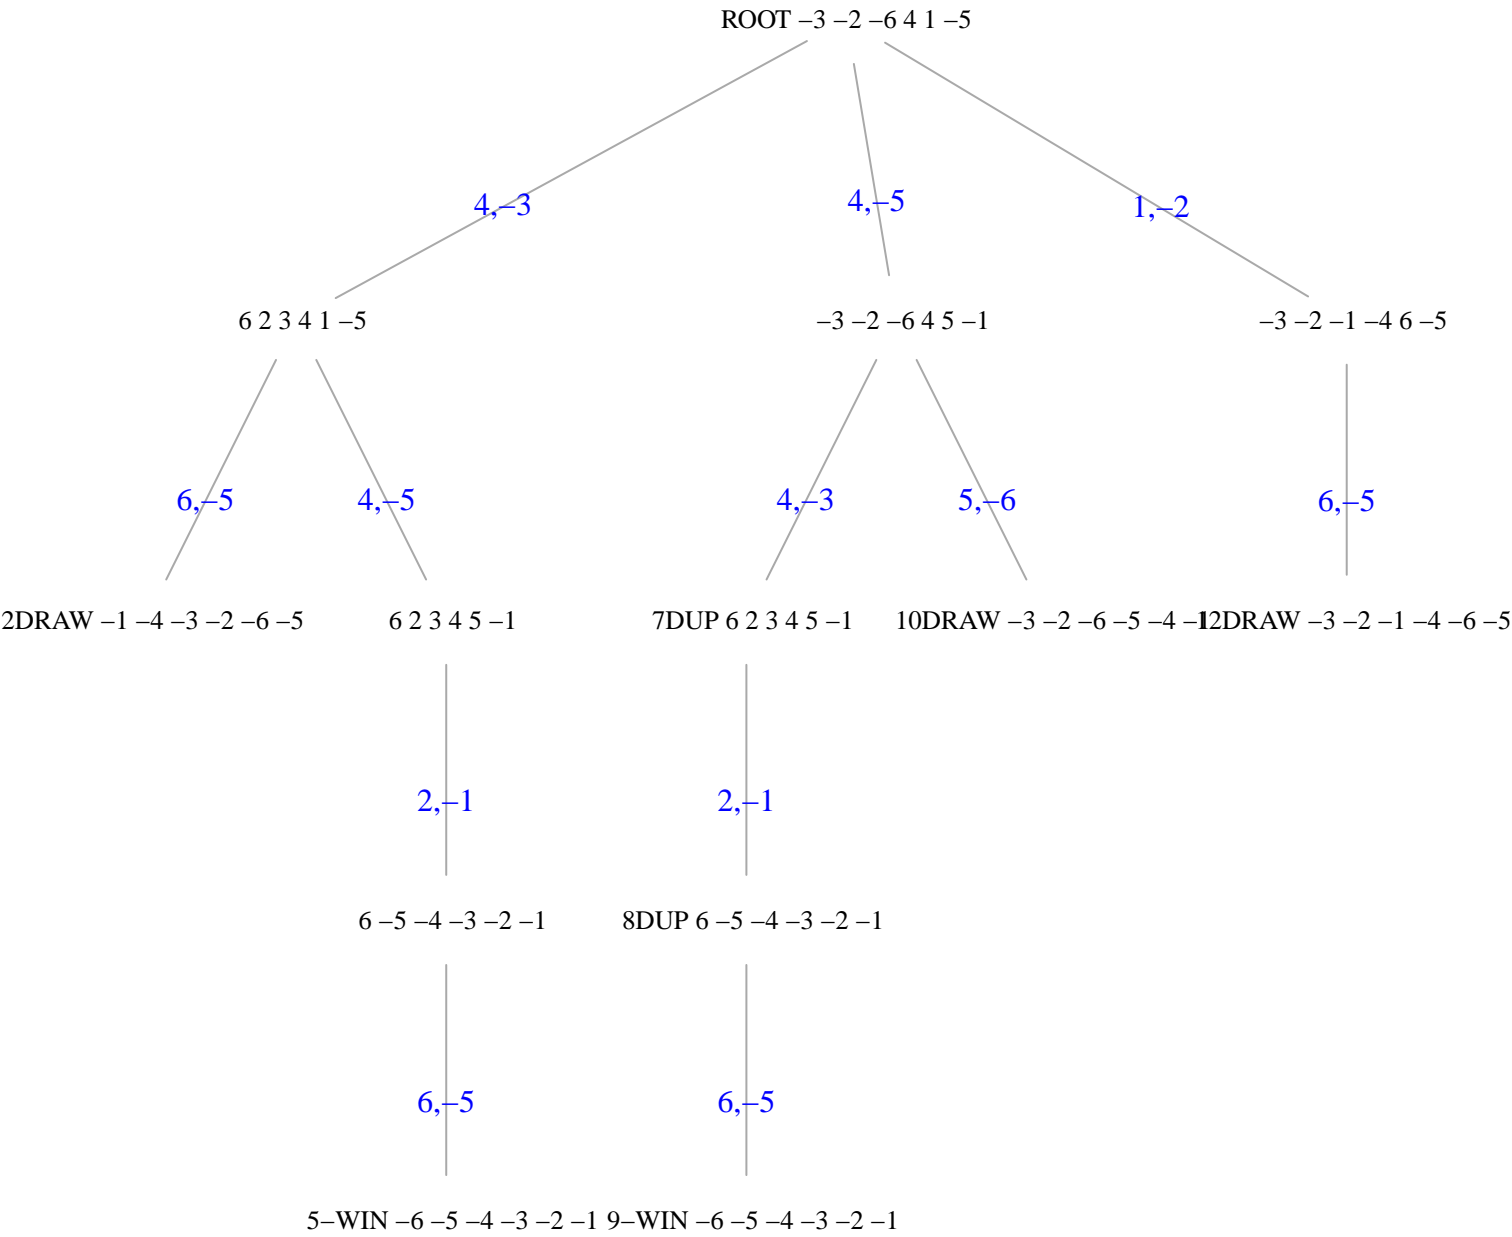 ROOT –3 –2 –6 4 1 –5
4,–3
4,–5
1,–2
6 2 3 4 1 –5
–3 –2 –6 4 5 –1
–3 –2 –1 –4 6 –5
6,–5
4,–5
4,–3
5,–6
6,–5
2DRAW –1 –4 –3 –2 –6 –5
6 2 3 4 5 –1
7DUP 6 2 3 4 5 –1
10DRAW –3 –2 –6 –5 –4 –1
12DRAW –3 –2 –1 –4 –6 –5
2,–1
2,–1
6 –5 –4 –3 –2 –1
8DUP 6 –5 –4 –3 –2 –1
6,–5
6,–5
5–WIN –6 –5 –4 –3 –2 –1
9–WIN –6 –5 –4 –3 –2 –1